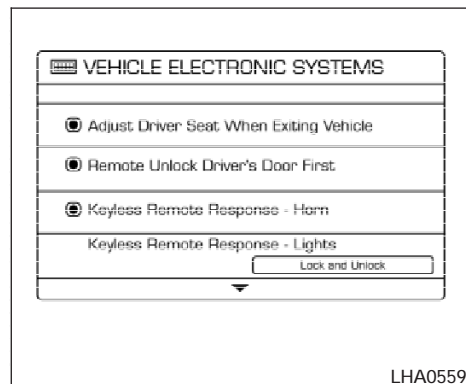 VEHICLE ELECTRONIC SYSTEMS
Adjust Driver Seat When Exiting Vehicle
Remote Unlock Driver's Door First
Keyless Remote Response - Horn
Keyless Remote Response - Lights
Lock and Unlock
LHA0559